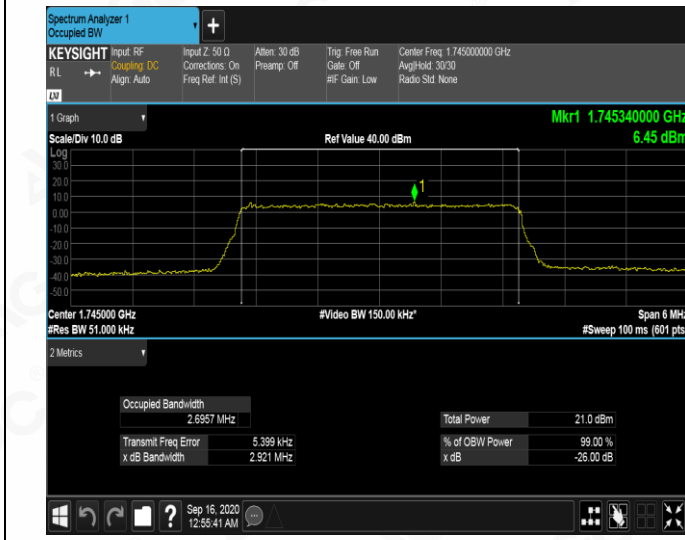 Spectrum Analyzer 1
Occupied BW
+
KEYSIGHT Input: RF Input Z: 50 Ω Atten: 30 dB Trig: Free Run Center Freq: 1.745000000 GHz
RL Coupling: DC Corrections: On Preamp: Off Gate: Off Avg|Hold: 30/30
Align: Auto Freq Ref: Int (S) #IF Gain: Low Radio Std: None
LXI
1 Graph Mkr1 1.745340000 GHz
Scale/Div 10.0 dB Ref Value 40.00 dBm 6.45 dBm
Log
30.0
20.0
10.0
0.00
-10.0
-20.0
-30.0
-40.0
-50.0
1
Center 1.745000 GHz #Video BW 150.00 kHz* Span 6 MHz
#Res BW 51.000 kHz #Sweep 100 ms (601 pts
2 Metrics
Occupied Bandwidth
2.6957 MHz Total Power 21.0 dBm
Transmit Freq Error 5.399 kHz % of OBW Power 99.00 %
x dB Bandwidth 2.921 MHz x dB -26.00 dB
? Sep 16, 2020
12:55:41 AM